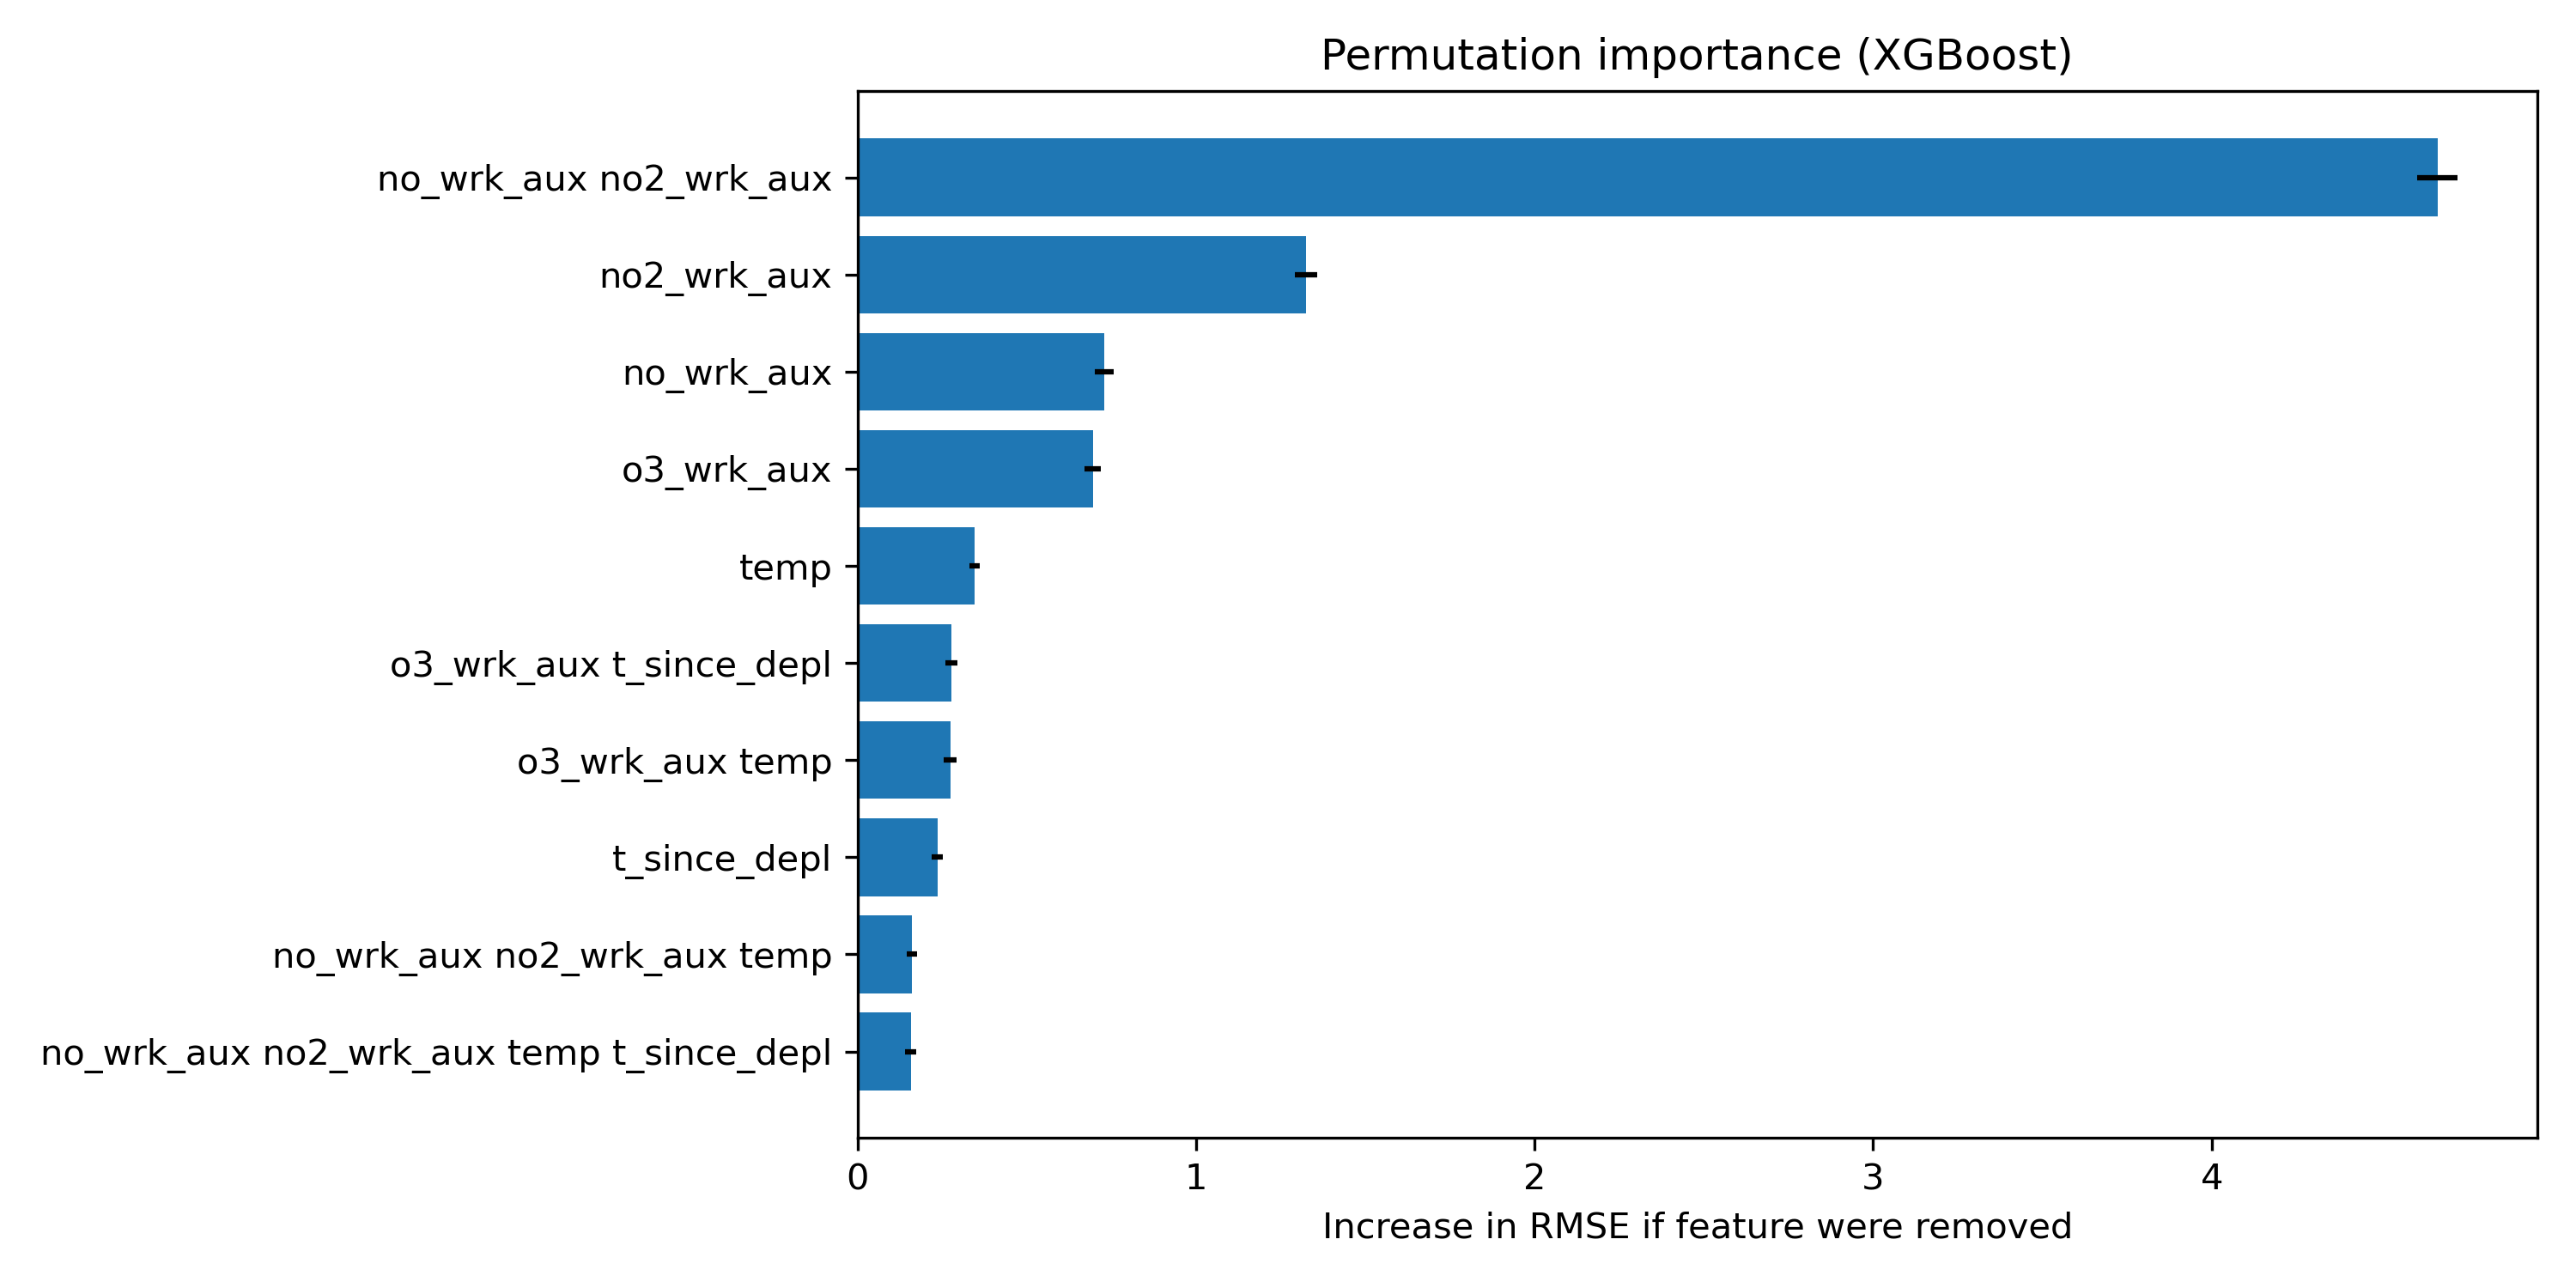 Permutation importance (XGBoost)
no_wrk_aux no2_wrk_aux
no2_wrk_aux
no_wrk_aux
o3_wrk_aux
temp
o3_wrk_aux t_since_depl
o3_wrk_aux temp
t_since_depl
no_wrk_aux no2_wrk_aux temp
no_wrk_aux no2_wrk_aux temp t_since_depl
0 1 2 3 4
Increase in RMSE if feature were removed